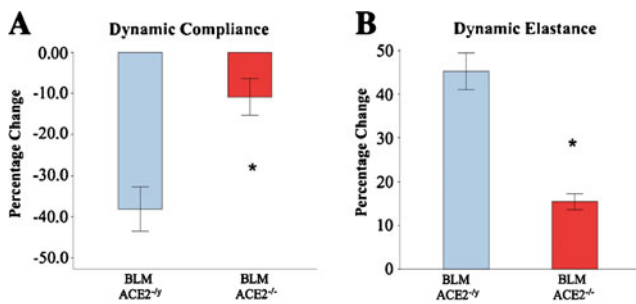 A
Dynamic Compliance
Percentage Change
0.00
-10.0
-20.0
-30.0
-40.0
-50.0
*
BLM
ACE2-/y
BLM
ACE2-/-
B
Dynamic Elastance
Percentage Change
50
40
30
20
10
0
*
BLM
ACE2-/y
BLM
ACE2-/-